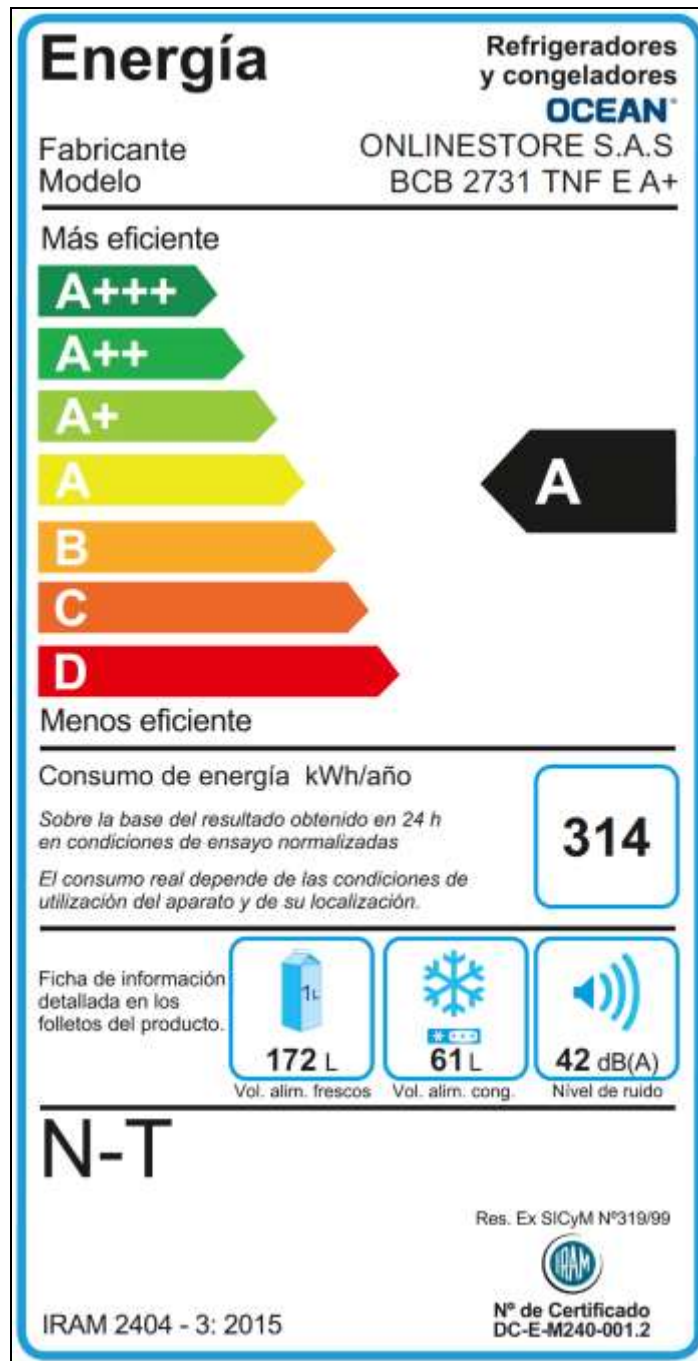 Energía
Refrigeradores
y congeladores
OCEAN®
Fabricante ONLINESTORE S.A.S
Modelo BCB 2731 TNF E A+
Más eficiente
A+++
A++
A+
A
A
B
C
D
Menos eficiente
Consumo de energía kWh/año
Sobre la base del resultado obtenido en 24 h
en condiciones de ensayo normalizadas
El consumo real depende de las condiciones de
utilización del aparato y de su localización.
314
Ficha de información
detallada en los
folletos del producto.
1L
172 L
Vol. alim. frescos
61 L
Vol. alim. cong.
42 dB(A)
Nivel de ruido
N-T
Res. Ex SICyM Nº319/99
IRAM
Nº de Certificado
DC-E-M240-001.2
IRAM 2404 - 3: 2015